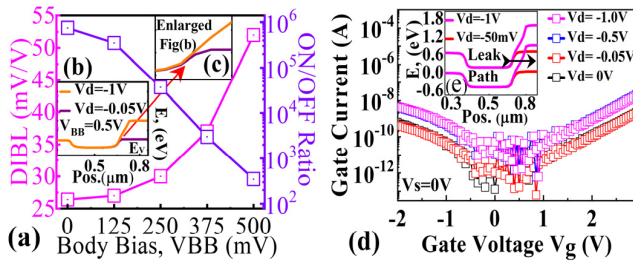 DIBL (mV/V)
55
50
45
40
35
30
25
(b)
Vd=-1V
Vd=-0.05V
V_BB=0.5V
E_V
0.5 0.8
Pos.(μm)
Enlarged
Fig(b)
(c)
E, (eV)
10^6
10^5
10^4
10^3
10^2
ON/OFF Ratio
0 125 250 375 500
Body Bias, VBB (mV)
(a)
Gate Current (A)
10^-4
10^-6
10^-8
10^-10
10^-12
1.8
1.2
0.6
0.0
-0.6
E, (eV)
Vd=-1V
Vd=-50mV
Leak
Path
(e)
0.3 0.6 0.8
Pos. (μm)
Vd= -1.0V
Vd=-0.5V
Vd=-0.05V
Vd= 0V
Vs=0V
-2 -1 0 1 2
Gate Voltage Vg (V)
(d)